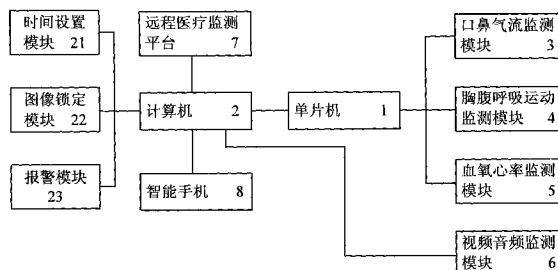 时间设置
模块 21
图像锁定
模块 22
报警模块
23
远程医疗监测
平台 7
计算机 2
智能手机 8
单片机 1
口鼻气流监测
模块 3
胸腹呼吸运动
监测模块 4
血氧心率监测
模块 5
视频音频监测
模块 6